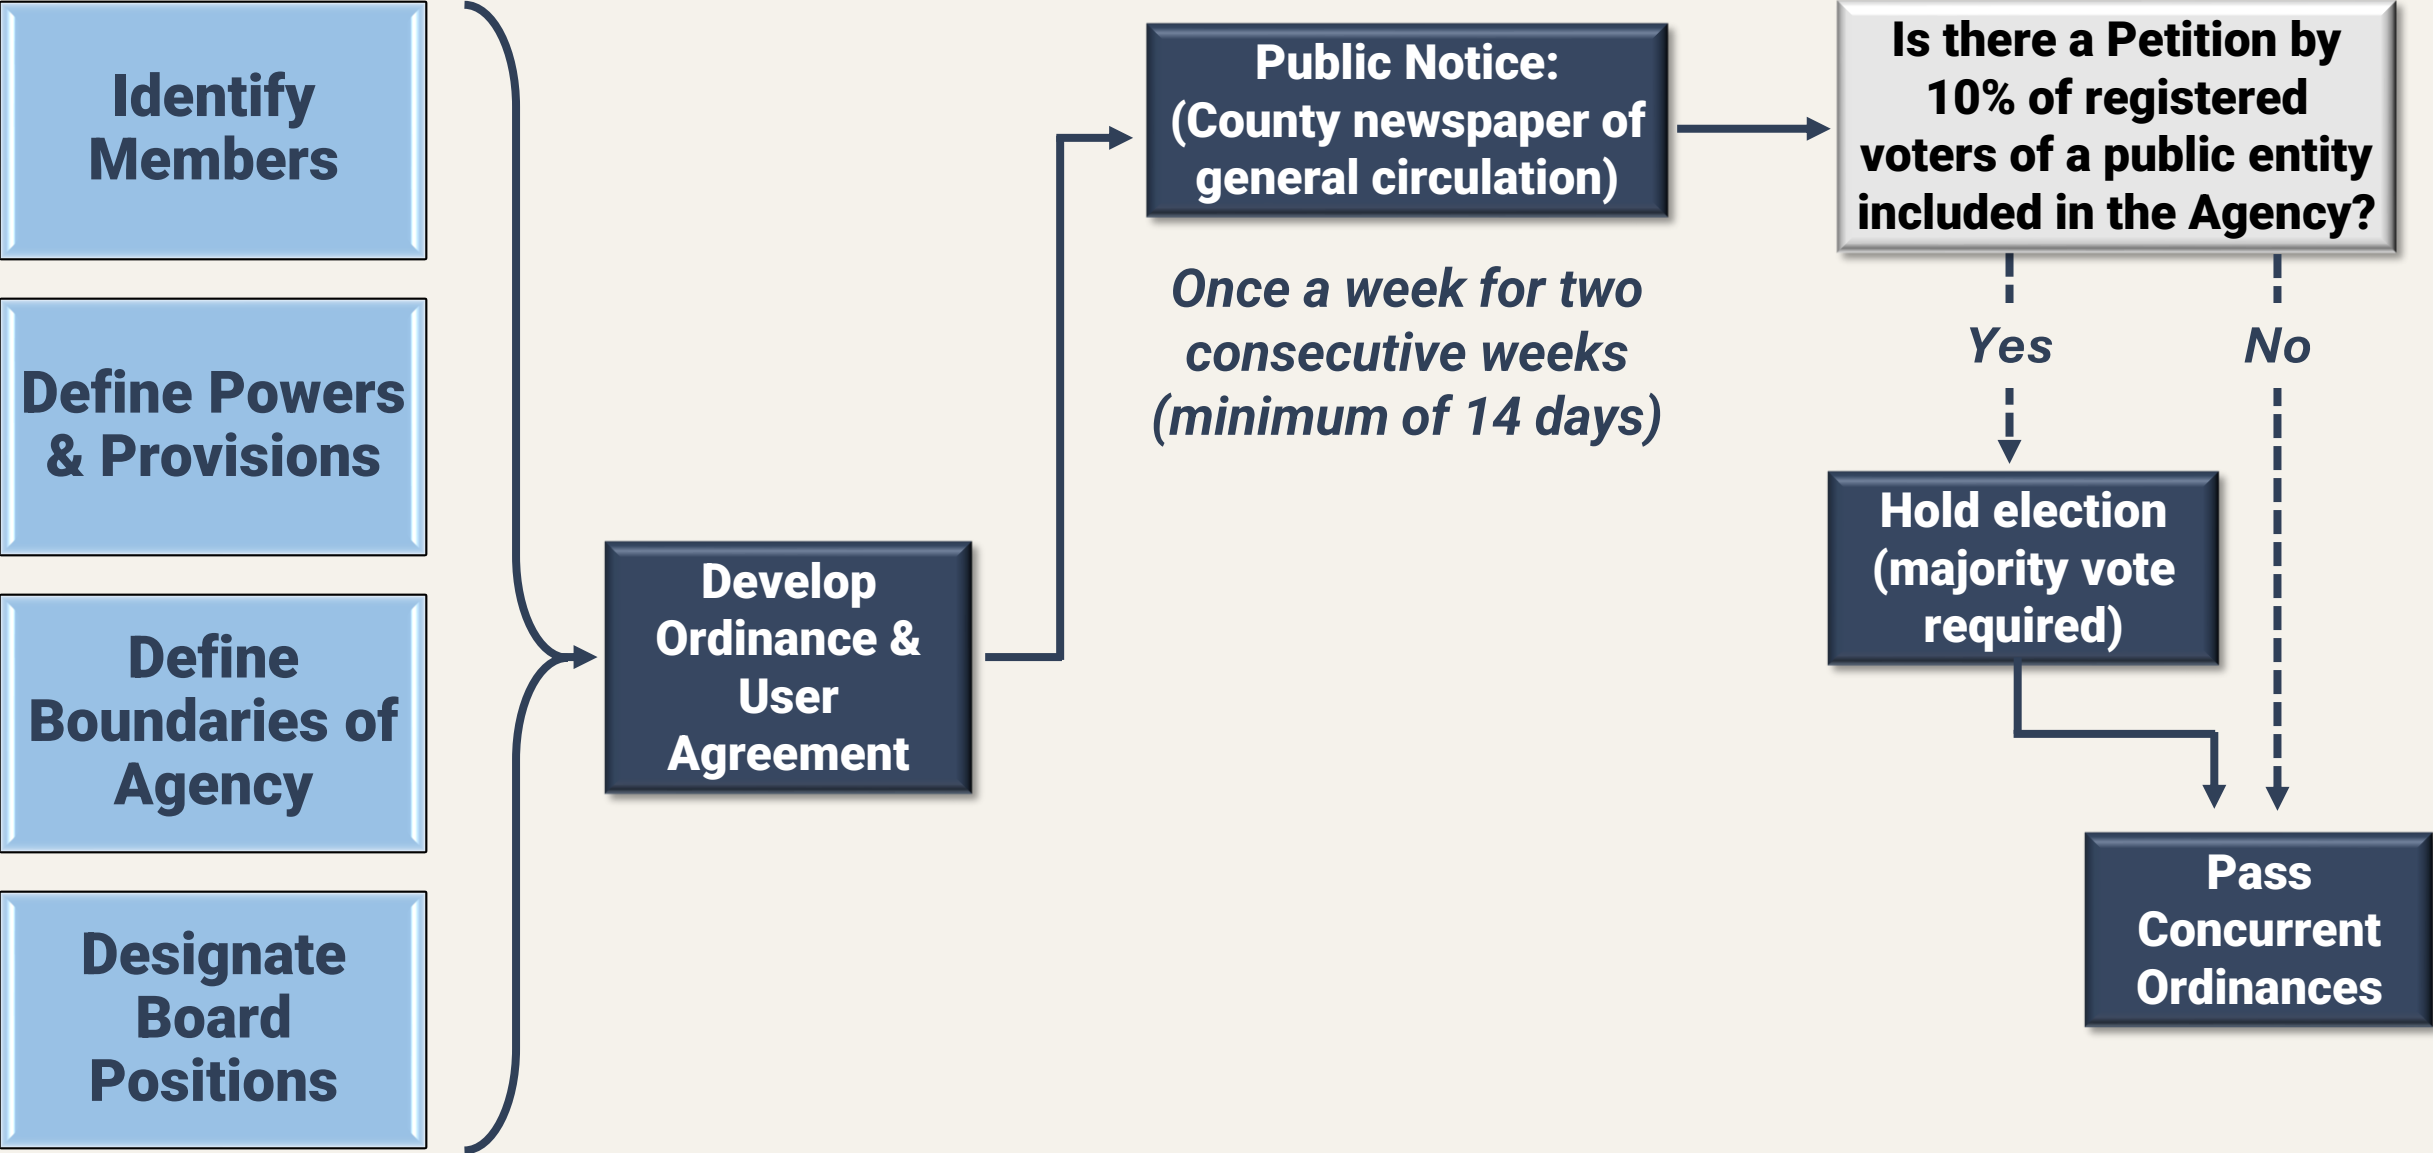 Identify
Members
Define Powers
& Provisions
Define
Boundaries of
Agency
Designate
Board
Positions
Develop
Ordinance &
User
Agreement
Public Notice:
(County newspaper of
general circulation)
Once a week for two
consecutive weeks
(minimum of 14 days)
Is there a Petition by
10% of registered
voters of a public entity
included in the Agency?
Yes
No
Hold election
(majority vote
required)
Pass
Concurrent
Ordinances